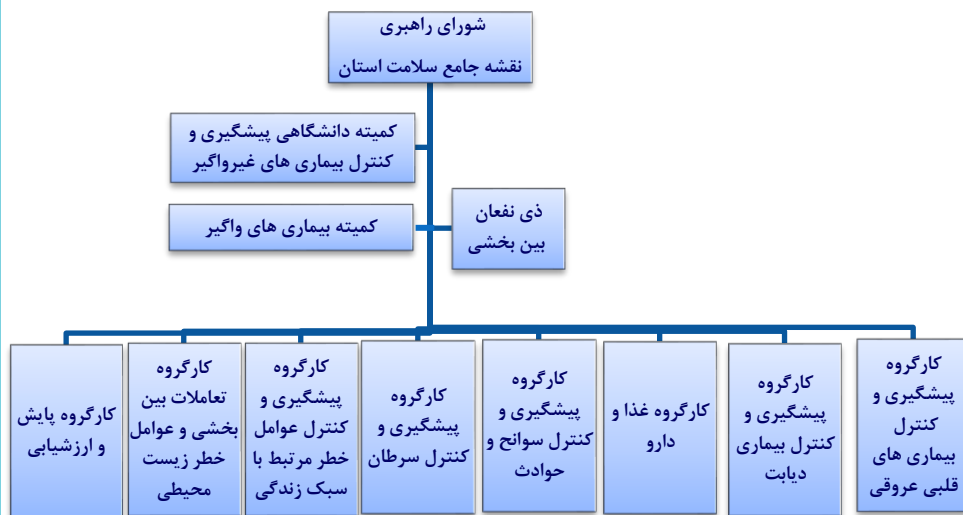 شورای راهبری
نقشه جامع سلامت استان
کمیته دانشگاهی پیشگیری و
کنترل بیماری های غیرواگیر
ذی نفعان
بین بخشی
کمیته بیماری های واگیر
کارگروه
پیشگیری و
کنترل
بیماری های
قلبی عروقی
کارگروه
پیشگیری و
کنترل بیماری
دیابت
کارگروه غذا و
دارو
کارگروه
پیشگیری و
کنترل سوانح و
حوادث
کارگروه
پیشگیری و
کنترل سرطان
کارگروه
پیشگیری و
کنترل عوامل
خطر مرتبط با
سبک زندگی
کارگروه
تعاملات بین
بخشی و عوامل
خطر زیست
محیطی
کارگروه پایش
و ارزشیابی